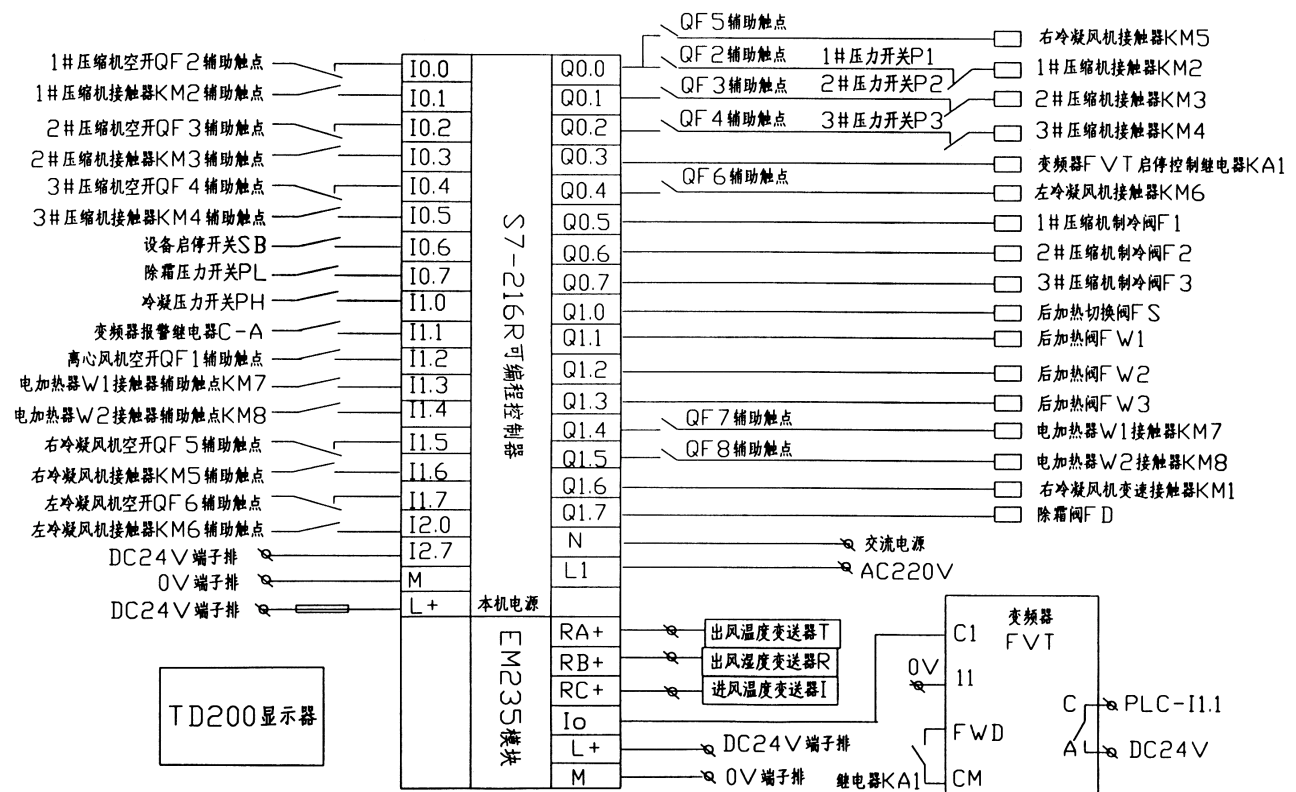 1#压缩机空开QF2辅助触点
1#压缩机接触器KM2辅助触点
2#压缩机空开QF3辅助触点
2#压缩机接触器KM3辅助触点
3#压缩机空开QF4辅助触点
3#压缩机接触器KM4辅助触点
设备启停开关SB
除霜压力开关PL
冷凝压力开关PH
变频器报警继电器C-A
离心风机空开QF1辅助触点
电加热器W1接触器辅助触点KM7
电加热器W2接触器辅助触点KM8
右冷凝风机空开QF5辅助触点
右冷凝风机接触器KM5辅助触点
左冷凝风机空开QF6辅助触点
左冷凝风机接触器KM6辅助触点
DC24V端子排
0V端子排
DC24V端子排
I0.0
I0.1
I0.2
I0.3
I0.4
I0.5
I0.6
I0.7
I1.0
I1.1
I1.2
I1.3
I1.4
I1.5
I1.6
I1.7
I2.0
I2.7
M
L+
S7-216R可编程控制器
本机电源
EM235模块
Q0.0
Q0.1
Q0.2
Q0.3
Q0.4
Q0.5
Q0.6
Q0.7
Q1.0
Q1.1
Q1.2
Q1.3
Q1.4
Q1.5
Q1.6
Q1.7
N
L1
RA+
RB+
RC+
Io
L+
M
QF5辅助触点
QF2辅助触点 1#压力开关P1
QF3辅助触点 2#压力开关P2
QF4辅助触点 3#压力开关P3
QF6辅助触点
QF7辅助触点
QF8辅助触点
右冷凝风机接触器KM5
1#压缩机接触器KM2
2#压缩机接触器KM3
3#压缩机接触器KM4
变频器FVT启停控制继电器KA1
左冷凝风机接触器KM6
1#压缩机制冷阀F1
2#压缩机制冷阀F2
3#压缩机制冷阀F3
后加热切换阀FS
后加热阀FW1
后加热阀FW2
后加热阀FW3
电加热器W1接触器KM7
电加热器W2接触器KM8
右冷凝风机变速接触器KM1
除霜阀FD
交流电源
AC220V
出风温度变送器T
出风湿度变送器R
进风温度变送器I
DC24V端子排
0V端子排
变频器
FVT
C1
0V
11
FWD
继电器KA1
CM
C
PLC-I1.1
A
DC24V
TD200显示器